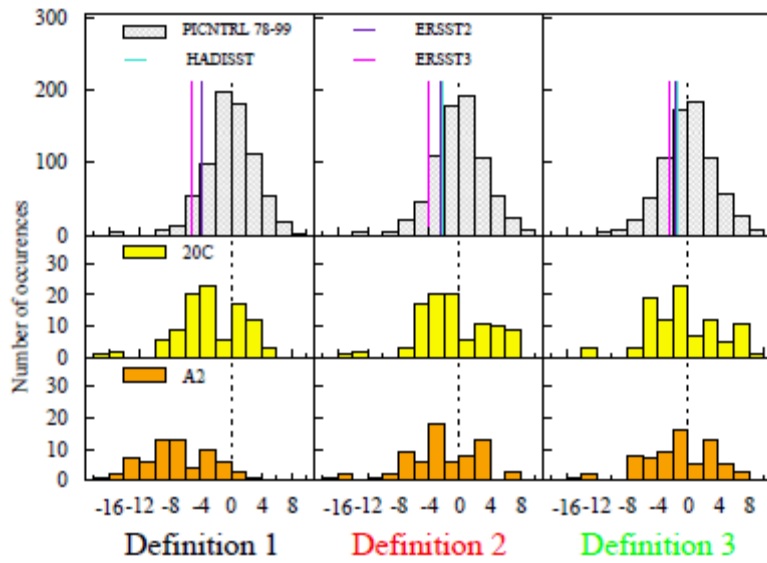 300
PICNTRL 78-99
ERSST2
HADISST
ERSST3
200
100
0
Number of occurences
30
20C
20
10
0
30
A2
20
10
0
-16 -12 -8 -4 0 4 8 -16 -12 -8 -4 0 4 8 -16 -12 -8 -4 0 4 8
Definition 1 Definition 2 Definition 3